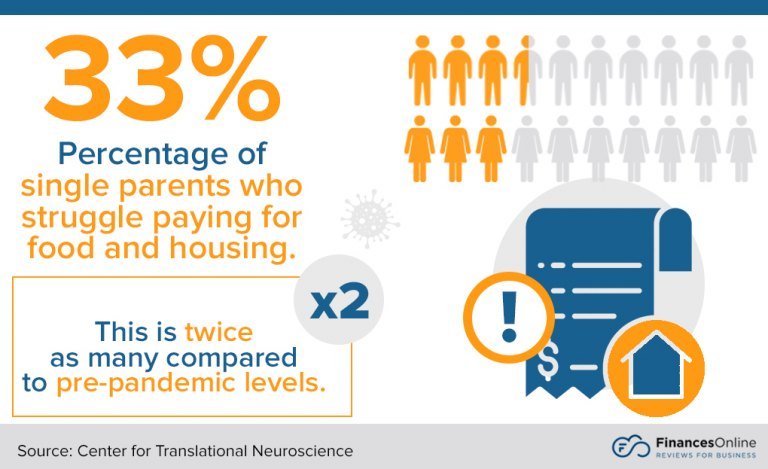 33%
Percentage of
single parents who
struggle paying for
food and housing.
x2
This is twice
as many compared
to pre-pandemic levels.
!
$
Source: Center for Translational Neuroscience
FinancesOnline
REVIEWS FOR BUSINESS